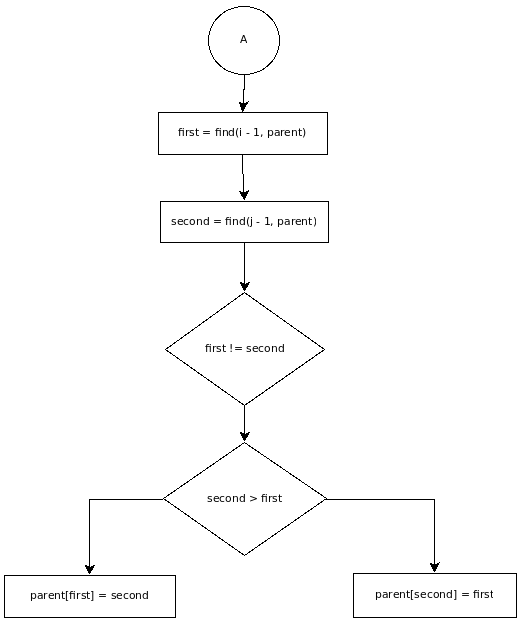 A
first = find(i - 1, parent)
second = find(j - 1, parent)
first != second
second > first
parent[first] = second
parent[second] = first